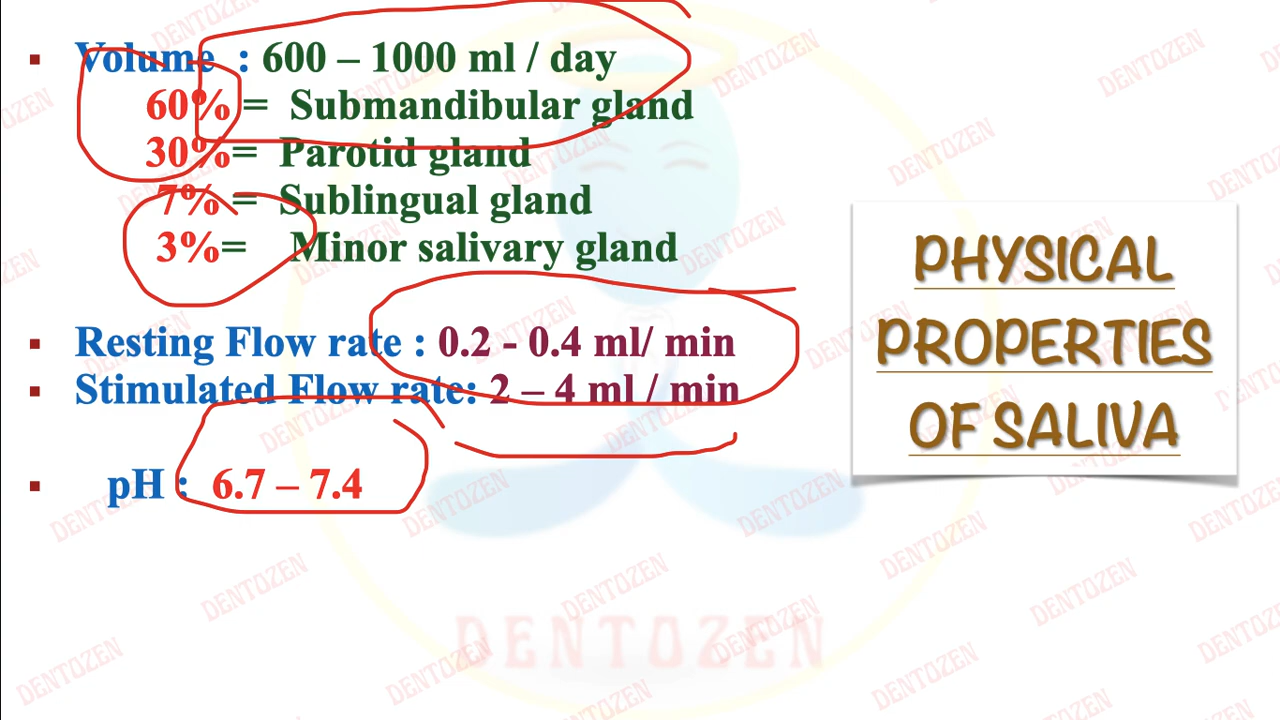 ▪ Volume : 600 – 1000 ml / day
60% = Submandibular gland
30%= Parotid gland
7% = Sublingual gland
3%= Minor salivary gland
▪ Resting Flow rate : 0.2 - 0.4 ml/ min
▪ Stimulated Flow rate: 2 – 4 ml / min
▪ pH : 6.7 – 7.4
PHYSICAL
PROPERTIES
OF SALIVA
DENTOZEN